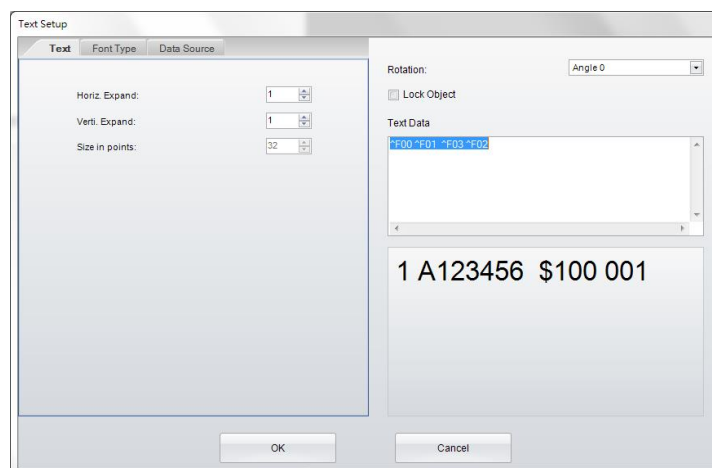 Text Setup
Text Font Type Data Source
Horiz. Expand: 1
Verti. Expand: 1
Size in points: 32
Rotation: Angle 0
Lock Object
Text Data
^F00 ^F01  ^F03 ^F02
1 A123456  $100 001
OK Cancel